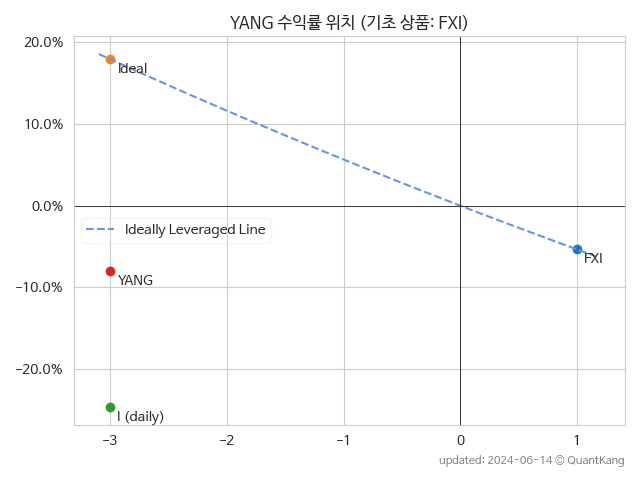 YANG 수익률 위치 (기초 상품: FXI)
20.0%
Ideal
10.0%
0.0%
Ideally Leveraged Line
FXI
YANG
-10.0%
-20.0%
I (daily)
-3 -2 -1 0 1
updated: 2024-06-14 © QuantKang